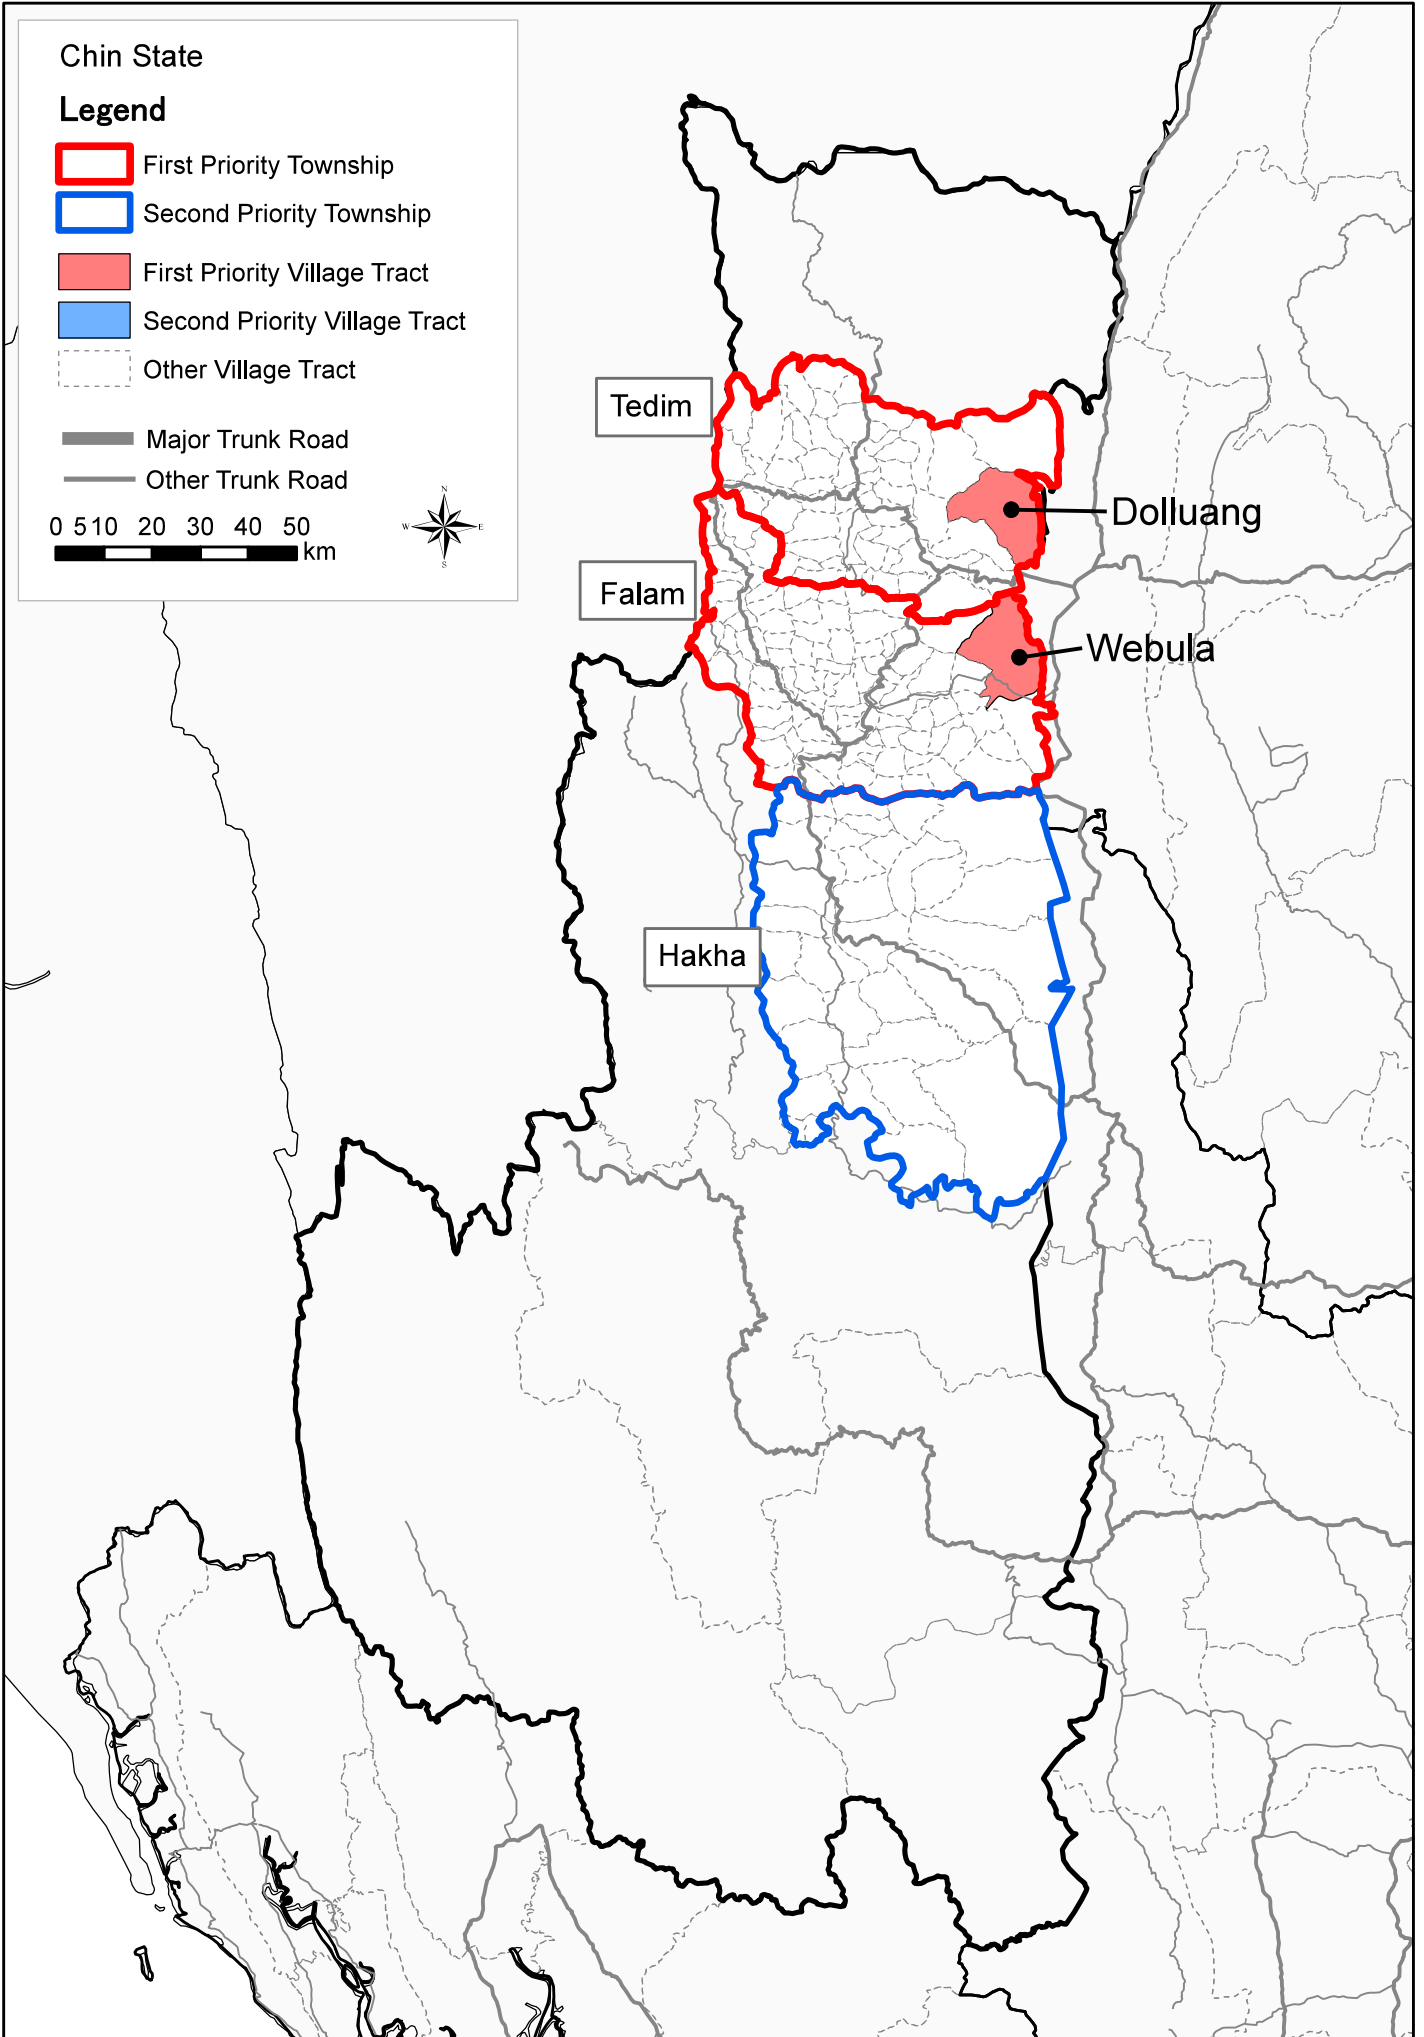 Chin State
Legend
First Priority Township
Second Priority Township
First Priority Village Tract
Second Priority Village Tract
Other Village Tract
Major Trunk Road
Other Trunk Road
0 5 10 20 30 40 50
km
N
W E
S
Tedim
Dolluang
Falam
Webula
Hakha